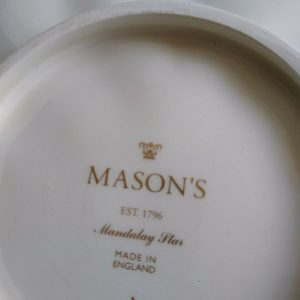 MASON'S
EST. 1796
Mandalay Star
MADE IN
ENGLAND